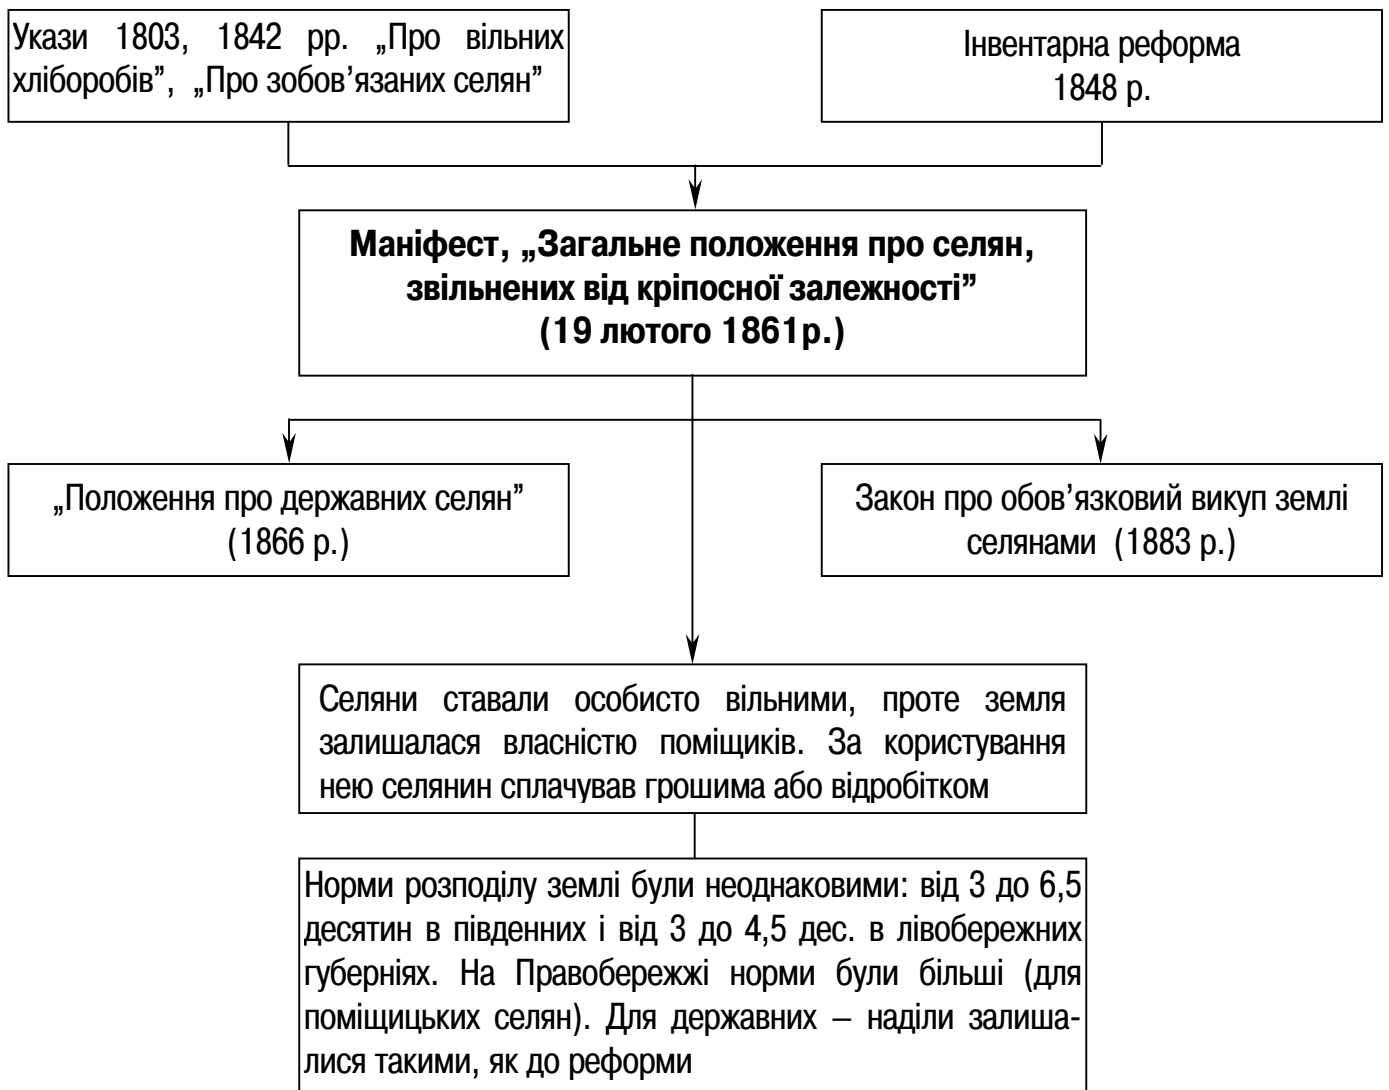 Укази 1803, 1842 рр. „Про вільних
хліборобів”, „Про зобов’язаних селян”
Інвентарна реформа
1848 р.
Маніфест, „Загальне положення про селян,
звільнених від кріпосної залежності”
(19 лютого 1861р.)
„Положення про державних селян”
(1866 р.)
Закон про обов’язковий викуп землі
селянами (1883 р.)
Селяни ставали особисто вільними, проте земля
залишалася власністю поміщиків. За користування
нею селянин сплачував грошима або відробітком
Норми розподілу землі були неоднаковими: від 3 до 6,5
десятин в південних і від 3 до 4,5 дес. в лівобережних
губерніях. На Правобережжі норми були більші (для
поміщицьких селян). Для державних – наділи залиша-
лися такими, як до реформи